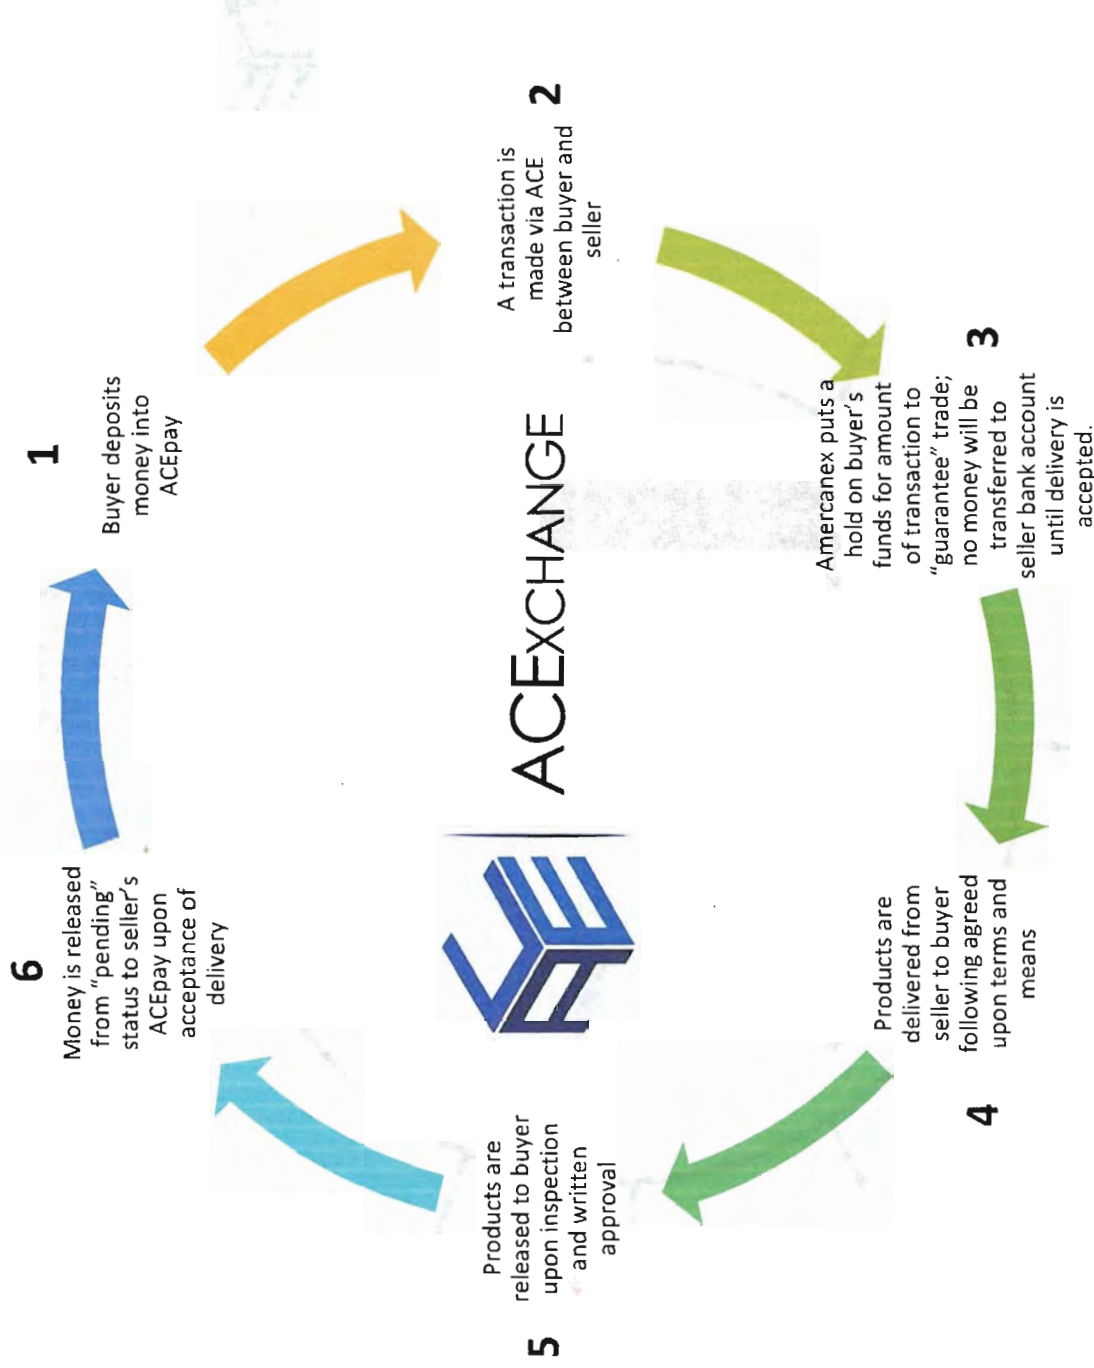 1
Buyer deposits
money into
ACEpay
2
A transaction is
made via ACE
between buyer and
seller
3
Amercanex puts a
hold on buyer's
funds for amount
of transaction to
"guarantee" trade;
no money will be
transferred to
seller bank account
until delivery is
accepted.
4
Products are
delivered from
seller to buyer
following agreed
upon terms and
means
5
Products are
released to buyer
upon inspection
and written
approval
6
Money is released
from "pending"
status to seller's
ACEpay upon
acceptance of
delivery
ACE
ACEXCHANGE